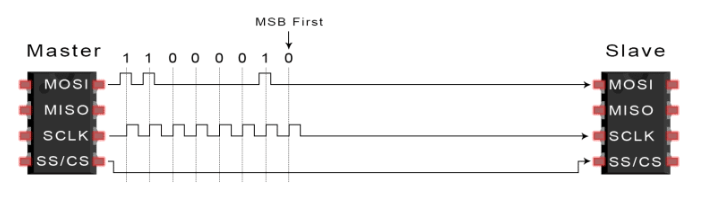 MSB First
Master
1 1 0 0 0 0 1 0
Slave
MOSI
MISO
SCLK
SS/CS
MOSI
MISO
SCLK
SS/CS